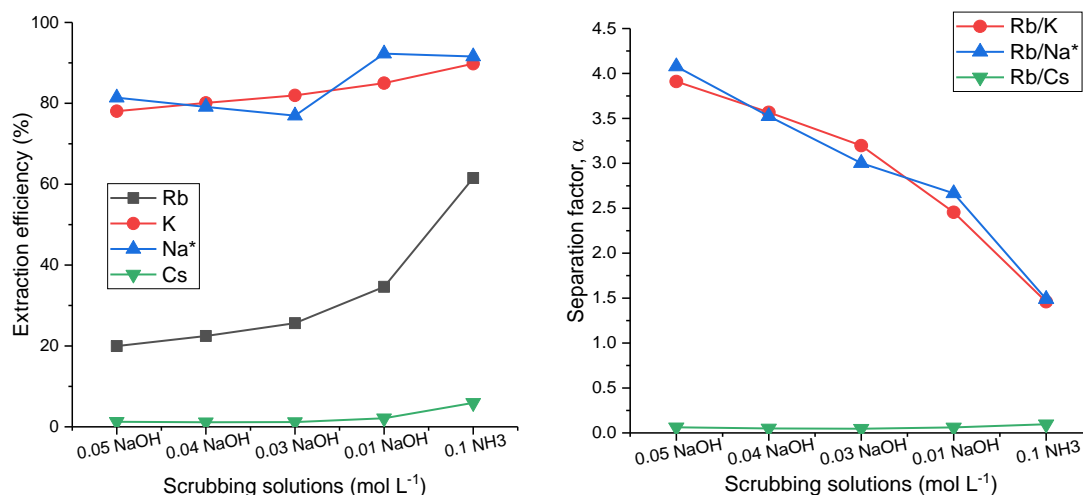 Extraction efficiency (%)
100
80
60
40
20
0
Rb
K
Na*
Cs
0.05 NaOH
0.04 NaOH
0.03 NaOH
0.01 NaOH
0.1 NH3
Scrubbing solutions (mol L⁻¹)
Separation factor, α
4.5
4.0
3.5
3.0
2.5
2.0
1.5
1.0
0.5
0.0
Rb/K
Rb/Na*
Rb/Cs
0.05 NaOH
0.04 NaOH
0.03 NaOH
0.01 NaOH
0.1 NH3
Scrubbing solutions (mol L⁻¹)